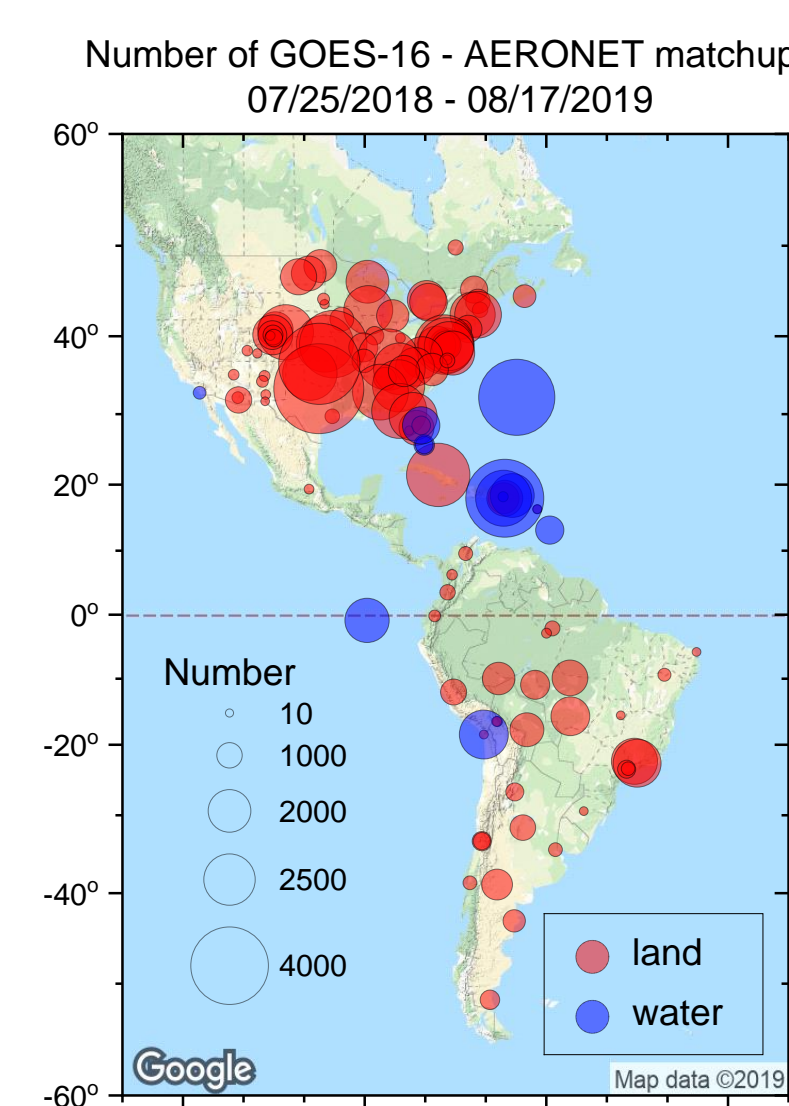 Number of GOES-16 - AERONET matchup
07/25/2018 - 08/17/2019
60º
40º
20º
0º
-20º
-40º
-60º
Number
10
1000
2000
2500
4000
land
water
Google
Map data ©2019